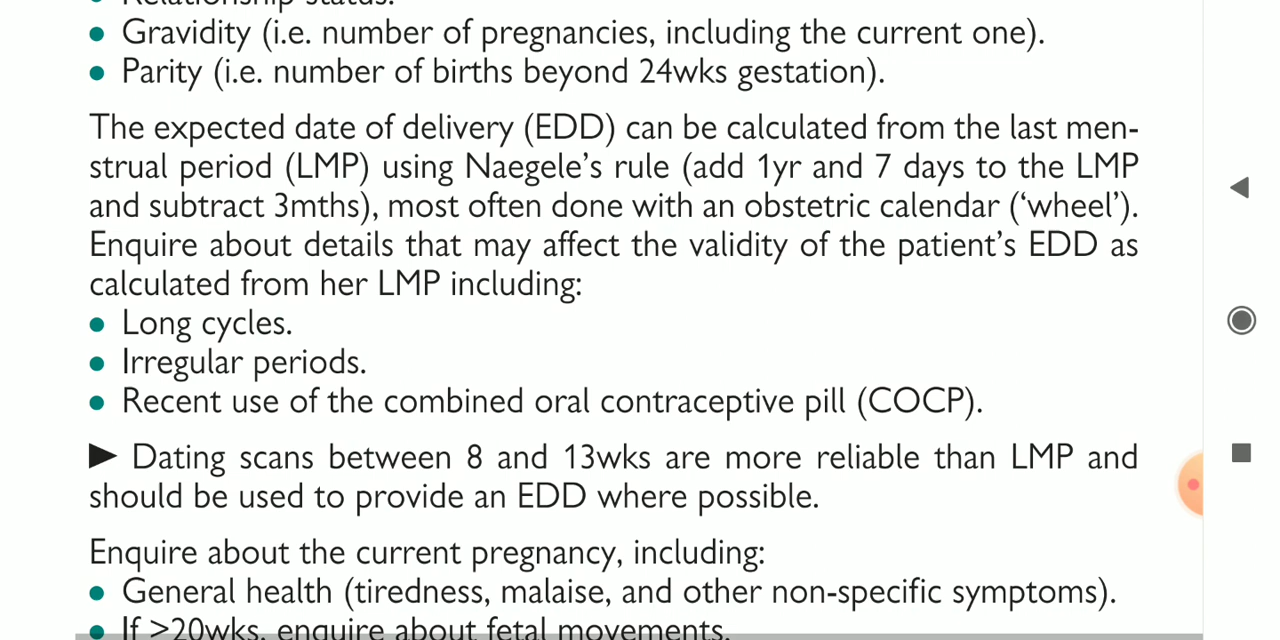 Relationship status.
• Gravidity (i.e. number of pregnancies, including the current one).
• Parity (i.e. number of births beyond 24wks gestation).
The expected date of delivery (EDD) can be calculated from the last men-
strual period (LMP) using Naegele’s rule (add 1yr and 7 days to the LMP
and subtract 3mths), most often done with an obstetric calendar (‘wheel’).
Enquire about details that may affect the validity of the patient’s EDD as
calculated from her LMP including:
• Long cycles.
• Irregular periods.
• Recent use of the combined oral contraceptive pill (COCP).
► Dating scans between 8 and 13wks are more reliable than LMP and
should be used to provide an EDD where possible.
Enquire about the current pregnancy, including:
• General health (tiredness, malaise, and other non-specific symptoms).
• If >20wks, enquire about fetal movements.